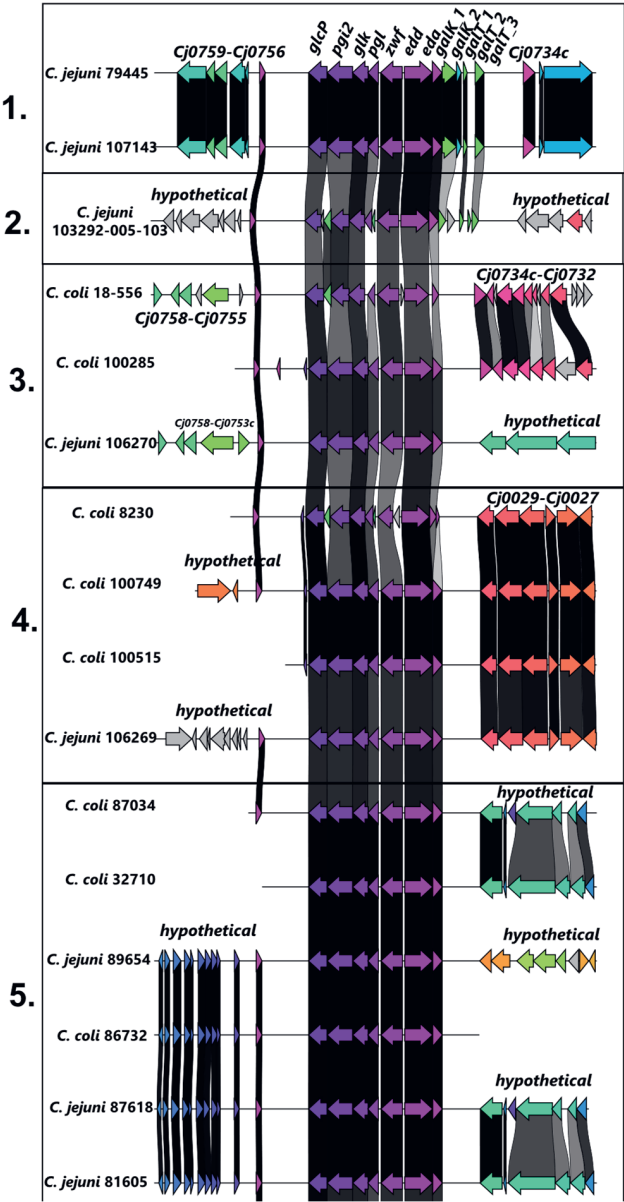 Cj0759-Cj0756
glcP
pgi2
glk
pgl
zwf
edd
eda
galK_1
galK_2
galT_1
galT_2
galT_3
Cj0734c
1.
C. jejuni 79445
C. jejuni 107143
2.
hypothetical
hypothetical
C. jejuni
103292-005-103
3.
C. coli 18-556
Cj0734c-Cj0732
Cj0758-Cj0755
C. coli 100285
Cj0758-Cj0753c
hypothetical
C. jejuni 106270
4.
Cj0029-Cj0027
C. coli 8230
hypothetical
C. coli 100749
C. coli 100515
hypothetical
C. jejuni 106269
5.
hypothetical
C. coli 87034
C. coli 32710
hypothetical
hypothetical
C. jejuni 89654
C. coli 86732
hypothetical
C. jejuni 87618
C. jejuni 81605